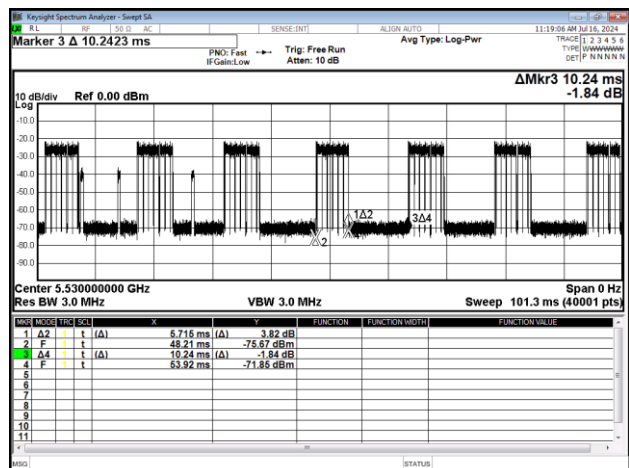 Keysight Spectrum Analyzer - Swept SA
RL RF 50 Ω AC SENSE:INT ALIGN AUTO 11:19:06 AM Jul 16, 2024
Marker 3 Δ 10.2423 ms
PNO: Fast
IFGain:Low
Trig: Free Run
Atten: 10 dB
Avg Type: Log-Pwr
TRACE 1 2 3 4 5 6
TYPE WWWWWW
DET P N N N N N
ΔMkr3 10.24 ms
-1.84 dB
10 dB/div Ref 0.00 dBm
Log
-10.0
-20.0
-30.0
-40.0
-50.0
-60.0
-70.0
-80.0
-90.0
1Δ2
3Δ4
2
Center 5.530000000 GHz Span 0 Hz
Res BW 3.0 MHz VBW 3.0 MHz Sweep 101.3 ms (40001 pts)
MKR MODE TRC SCL X Y FUNCTION FUNCTION WIDTH FUNCTION VALUE
1 Δ2 1 t (Δ) 5.715 ms (Δ) 3.82 dB
2 F 1 t 48.21 ms -75.67 dBm
3 Δ4 1 t (Δ) 10.24 ms (Δ) -1.84 dB
4 F 1 t 53.92 ms -71.85 dBm
5
6
7
8
9
10
11
MSG STATUS